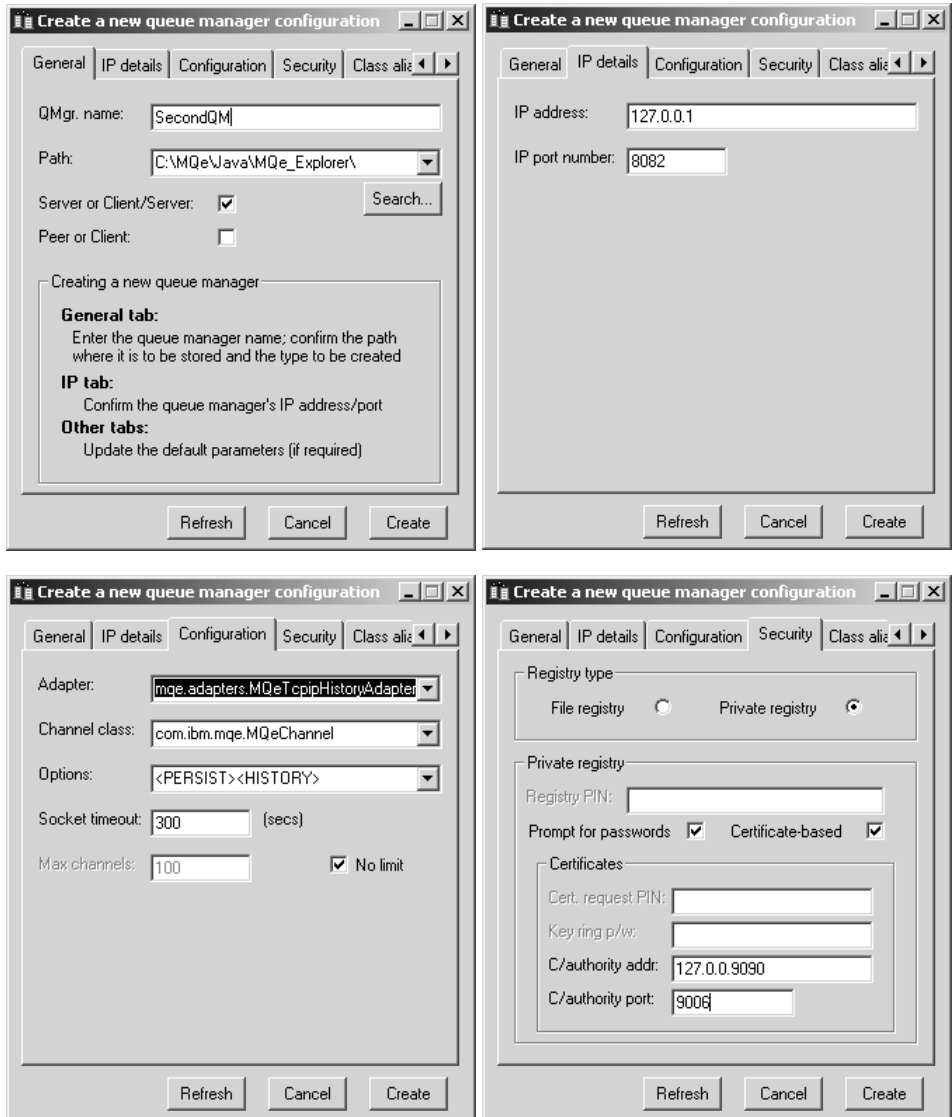 Create a new queue manager configuration
General IP details Configuration Security Class alia
QMgr. name: SecondQM
Path: C:\MQe\Java\MQe_Explorer\
Server or Client/Server: Search...
Peer or Client:
Creating a new queue manager
General tab:
Enter the queue manager name; confirm the path
where it is to be stored and the type to be created
IP tab:
Confirm the queue manager's IP address/port
Other tabs:
Update the default parameters (if required)
Refresh Cancel Create
Create a new queue manager configuration
General IP details Configuration Security Class alia
IP address: 127.0.0.1
IP port number: 8082
Refresh Cancel Create
Create a new queue manager configuration
General IP details Configuration Security Class alia
Adapter: mqe.adapters.MQeTcpipHistoryAdapter
Channel class: com.ibm.mqe.MQeChannel
Options: <PERSIST><HISTORY>
Socket timeout: 300 (secs)
Max channels: 100 No limit
Refresh Cancel Create
Create a new queue manager configuration
General IP details Configuration Security Class alia
Registry type
File registry Private registry
Private registry
Registry PIN:
Prompt for passwords Certificate-based
Certificates
Cert. request PIN:
Key ring p/w:
C/authority addr: 127.0.0.9090
C/authority port: 9006
Refresh Cancel Create